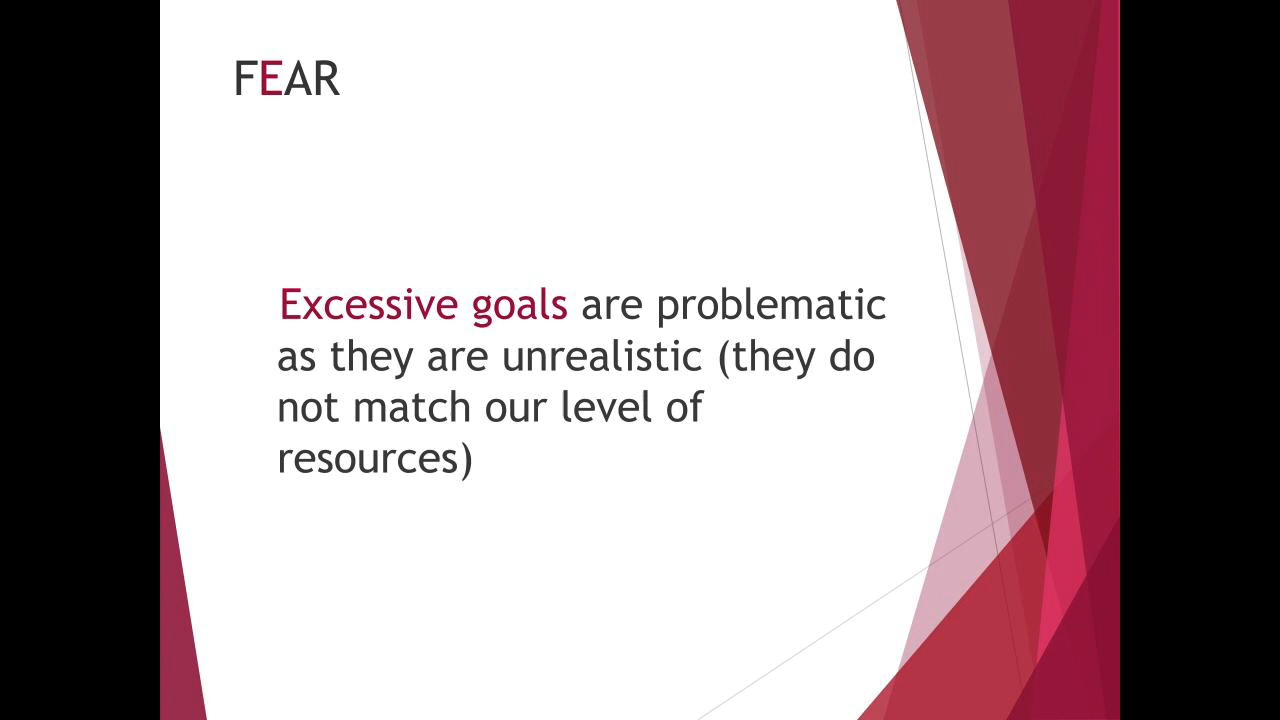 FEAR
Excessive goals are problematic
as they are unrealistic (they do
not match our level of
resources)